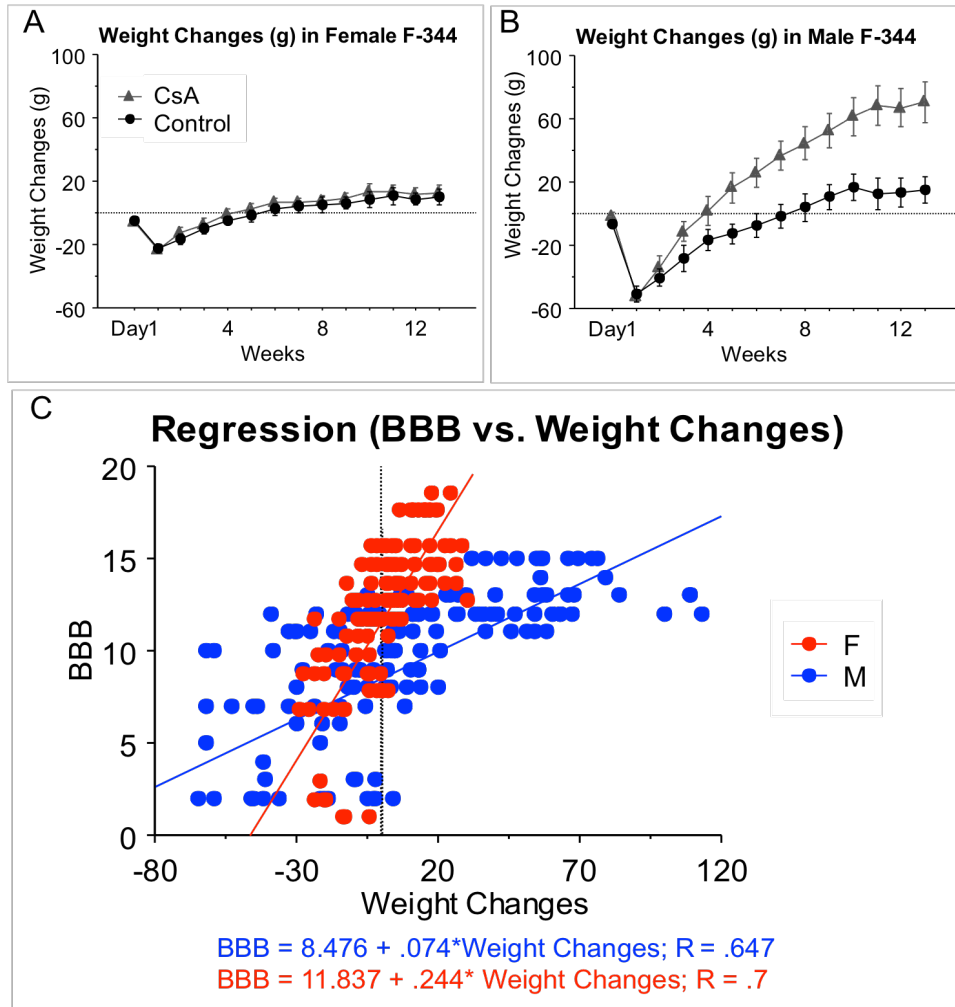 A
Weight Changes (g) in Female F-344
100
60
20
-20
-60
Weight Changes (g)
CsA
Control
Day1
4
8
12
Weeks
B
Weight Changes (g) in Male F-344
100
60
20
-20
-60
Weight Chagnes (g)
Day1
4
8
12
Weeks
C
Regression (BBB vs. Weight Changes)
20
15
10
5
0
BBB
-80
-30
20
70
120
Weight Changes
F
M
BBB = 8.476 + .074*Weight Changes; R = .647
BBB = 11.837 + .244* Weight Changes; R = .7